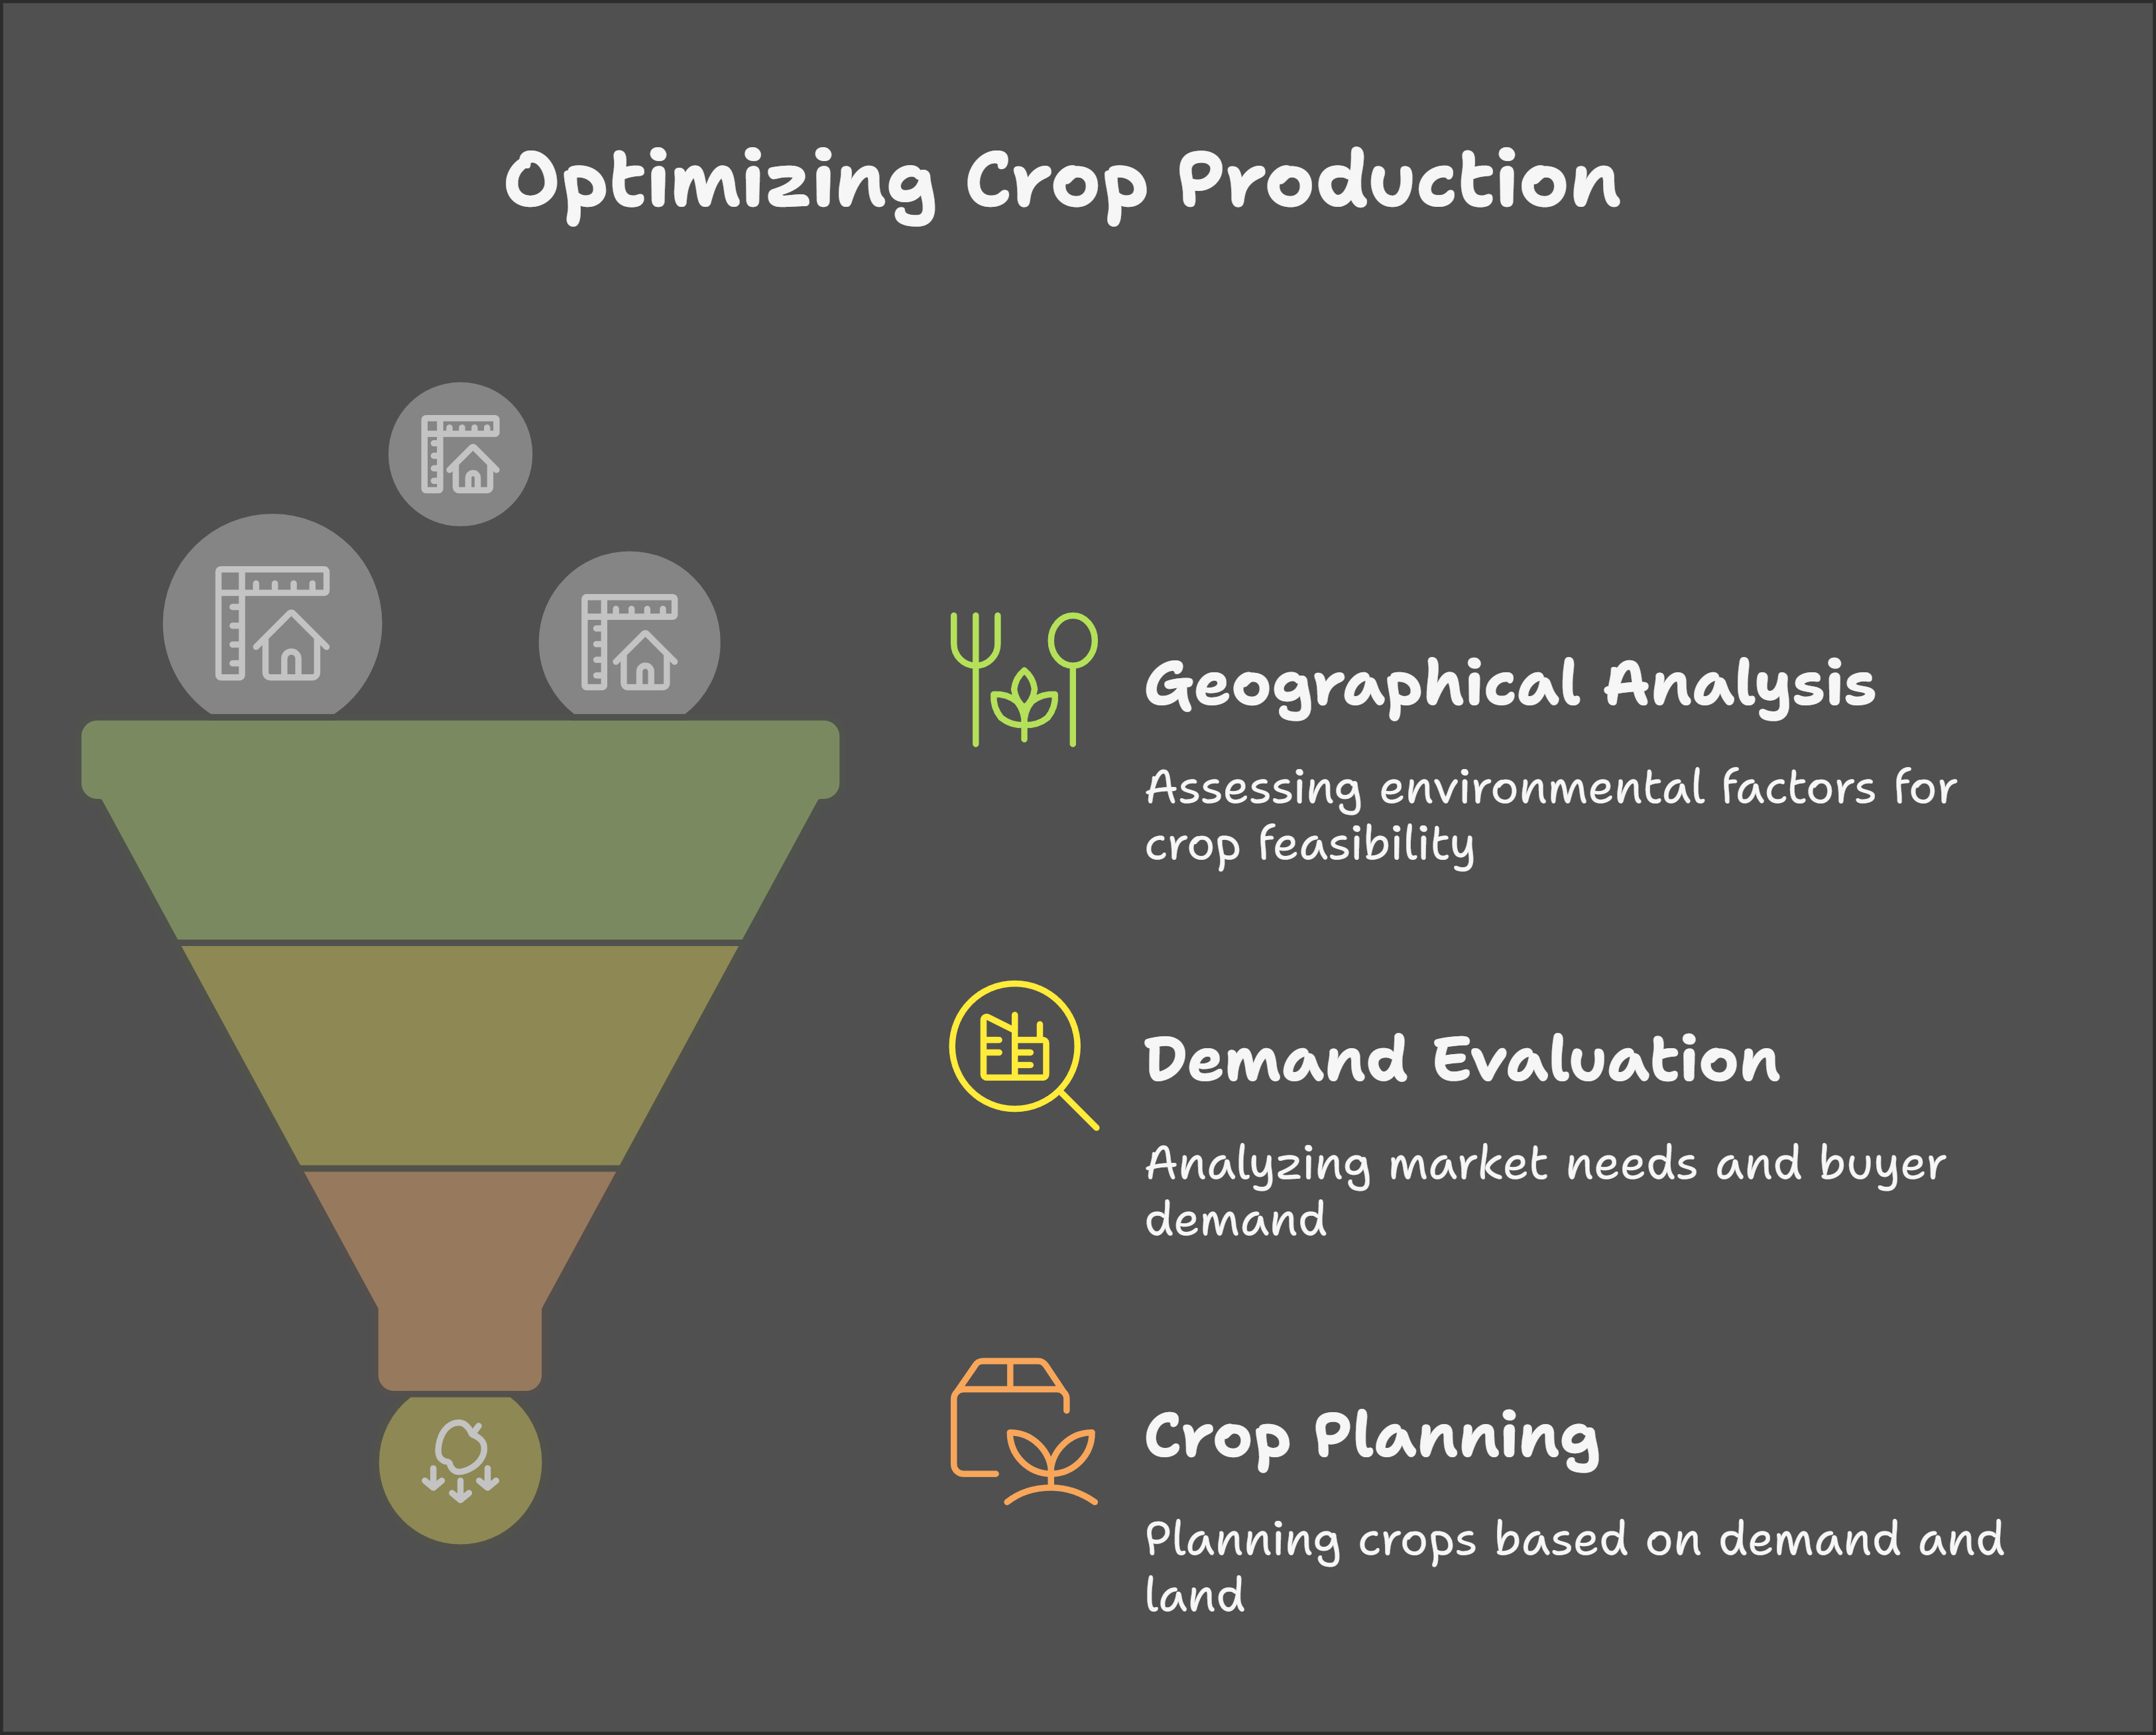 Optimizing Crop Production
Geographical Analysis
Assessing environmental factors for
crop feasibility
Demand Evaluation
Analyzing market needs and buyer
demand
Crop Planning
Planning crops based on demand and
land